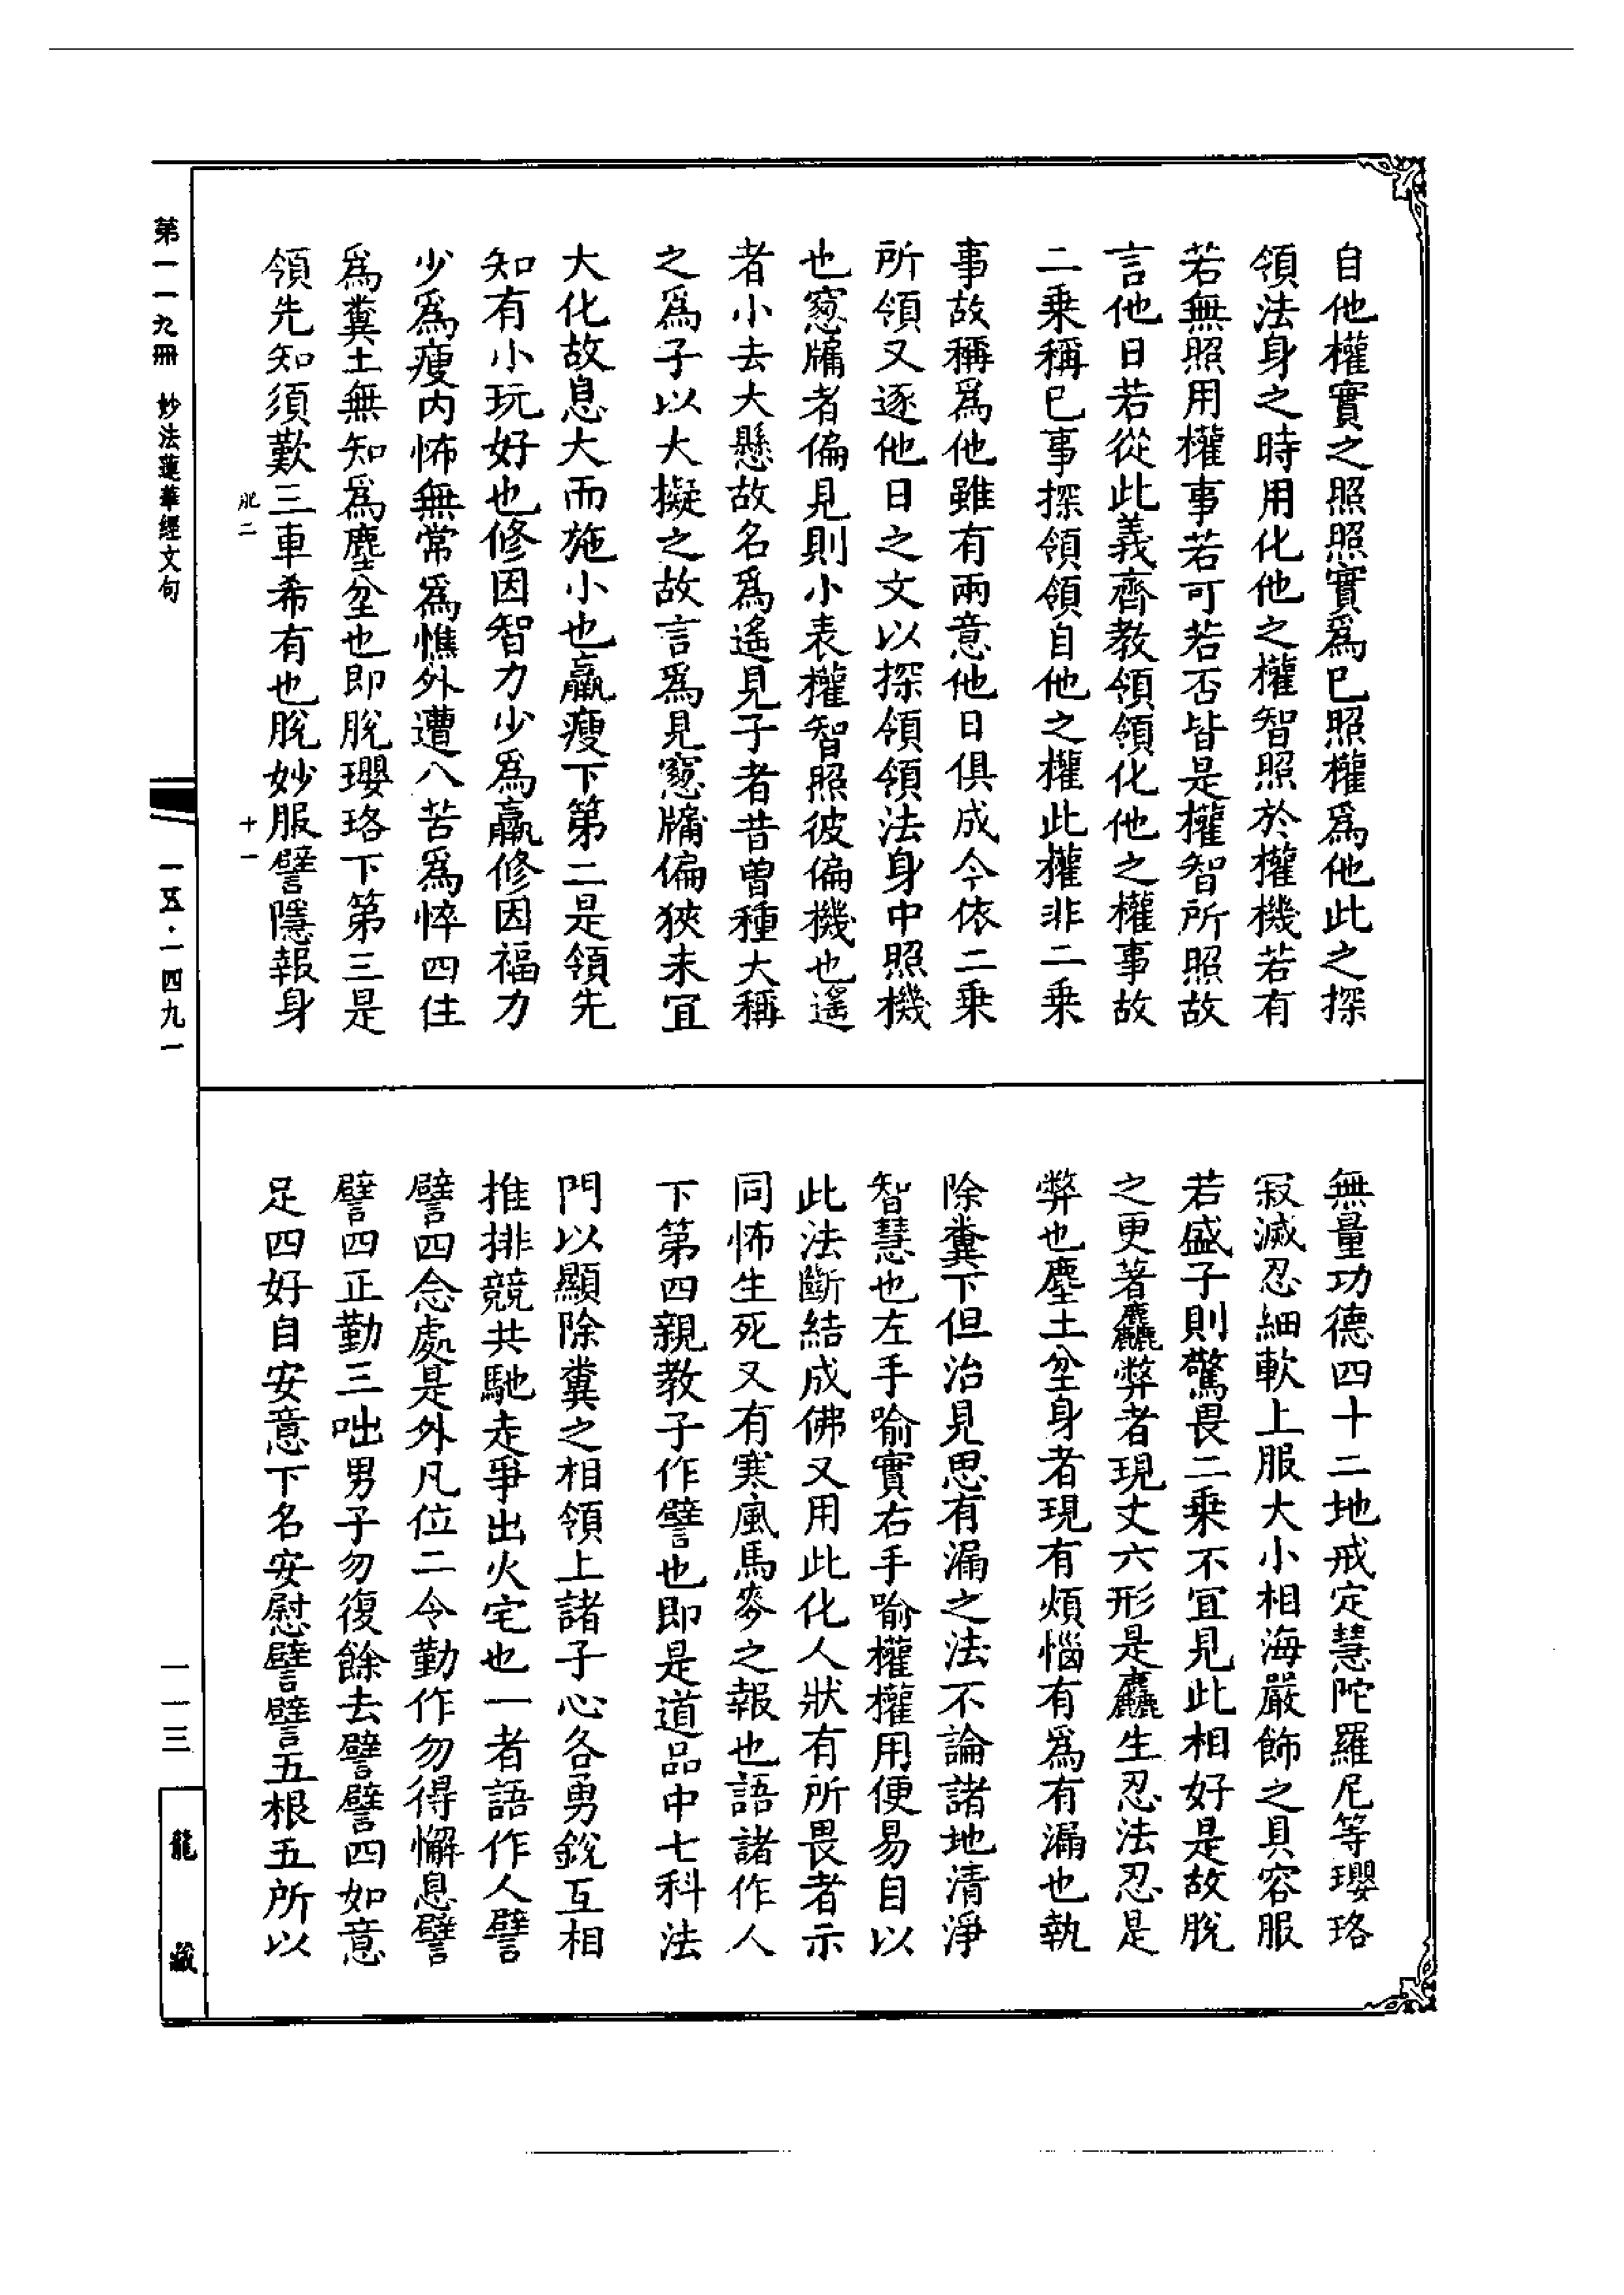 自他權實之照照實爲已照權爲他此之探
領法身之時用化他之權智照於權機若有
若無照用權事若可若否皆是權智所照故
言他日若從此義齊教領領化他之權事故
二乘稱已事探領領自他之權此權非二乘
事故稱爲他雖有兩意他日俱成今依二乘
所領又逐他日之文以探領領法身中照機
也窻牖者偏見則小表權智照彼偏機也遙
者小去大懸故名爲遙見子者昔曾種大稱
之爲子以大擬之故言爲見窻牖偏狹未宜
大化故息大而施小也羸瘦下第二是領先
知有小玩好也修因智力少爲羸修因福力
少爲瘦内怖無常爲憔外遭八苦爲悴四住
爲糞土無知爲塵坌也即脫瓔珞下第三是
領先知須歎三車希有也脫妙服譬隱報身
無量功德四十二地戒定慧陀羅尼等瓔珞
寂滅忍細軟上服大小相海嚴飾之具容服
若盛子則驚畏二乘不宜見此相好是故脫
之更著麤弊者現丈六形是麤生忍法忍是
弊也塵土坌身者現有煩惱有爲有漏也執
除糞下但治見思有漏之法不論諸地清淨
智慧也左手喻實右手喻權權用便易自以
此法斷結成佛又用此化人狀有所畏者示
同怖生死又有寒風馬麥之報也語諸作人
下第四親教子作譬也即是道品中七科法
門以顯除糞之相領上諸子心各勇銳互相
推排競共馳走爭出火宅也一者語作人譬
譬四念處是外凡位二令勤作勿得懈息譬
譬四正勤三咄男子勿復餘去譬譬四如意
足四好自安意下名安慰譬譬五根五所以
第一一九冊 妙法蓮華經文句
肥二 十一
一五·一四九一
一一三
龍藏